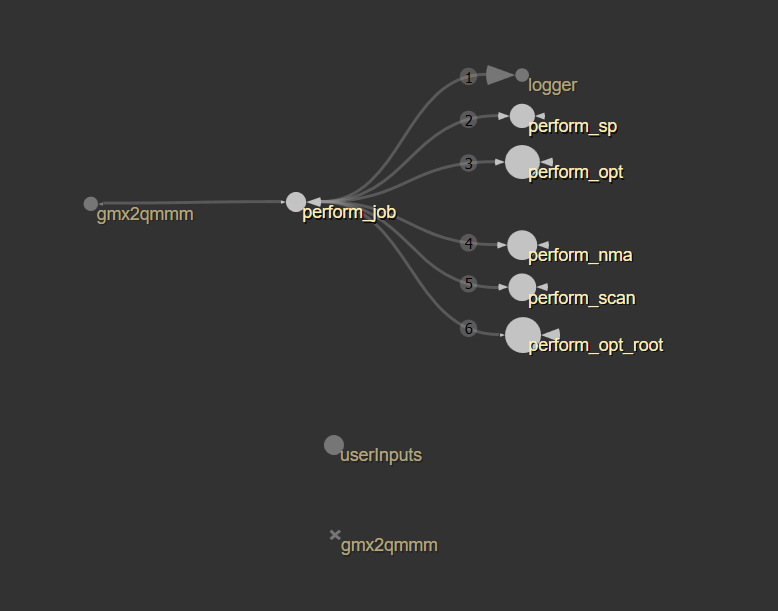 1
logger
2
perform_sp
3
perform_opt
gmx2qmmm
perform_job
4
perform_nma
5
perform_scan
6
perform_opt_root
userInputs
gmx2qmmm